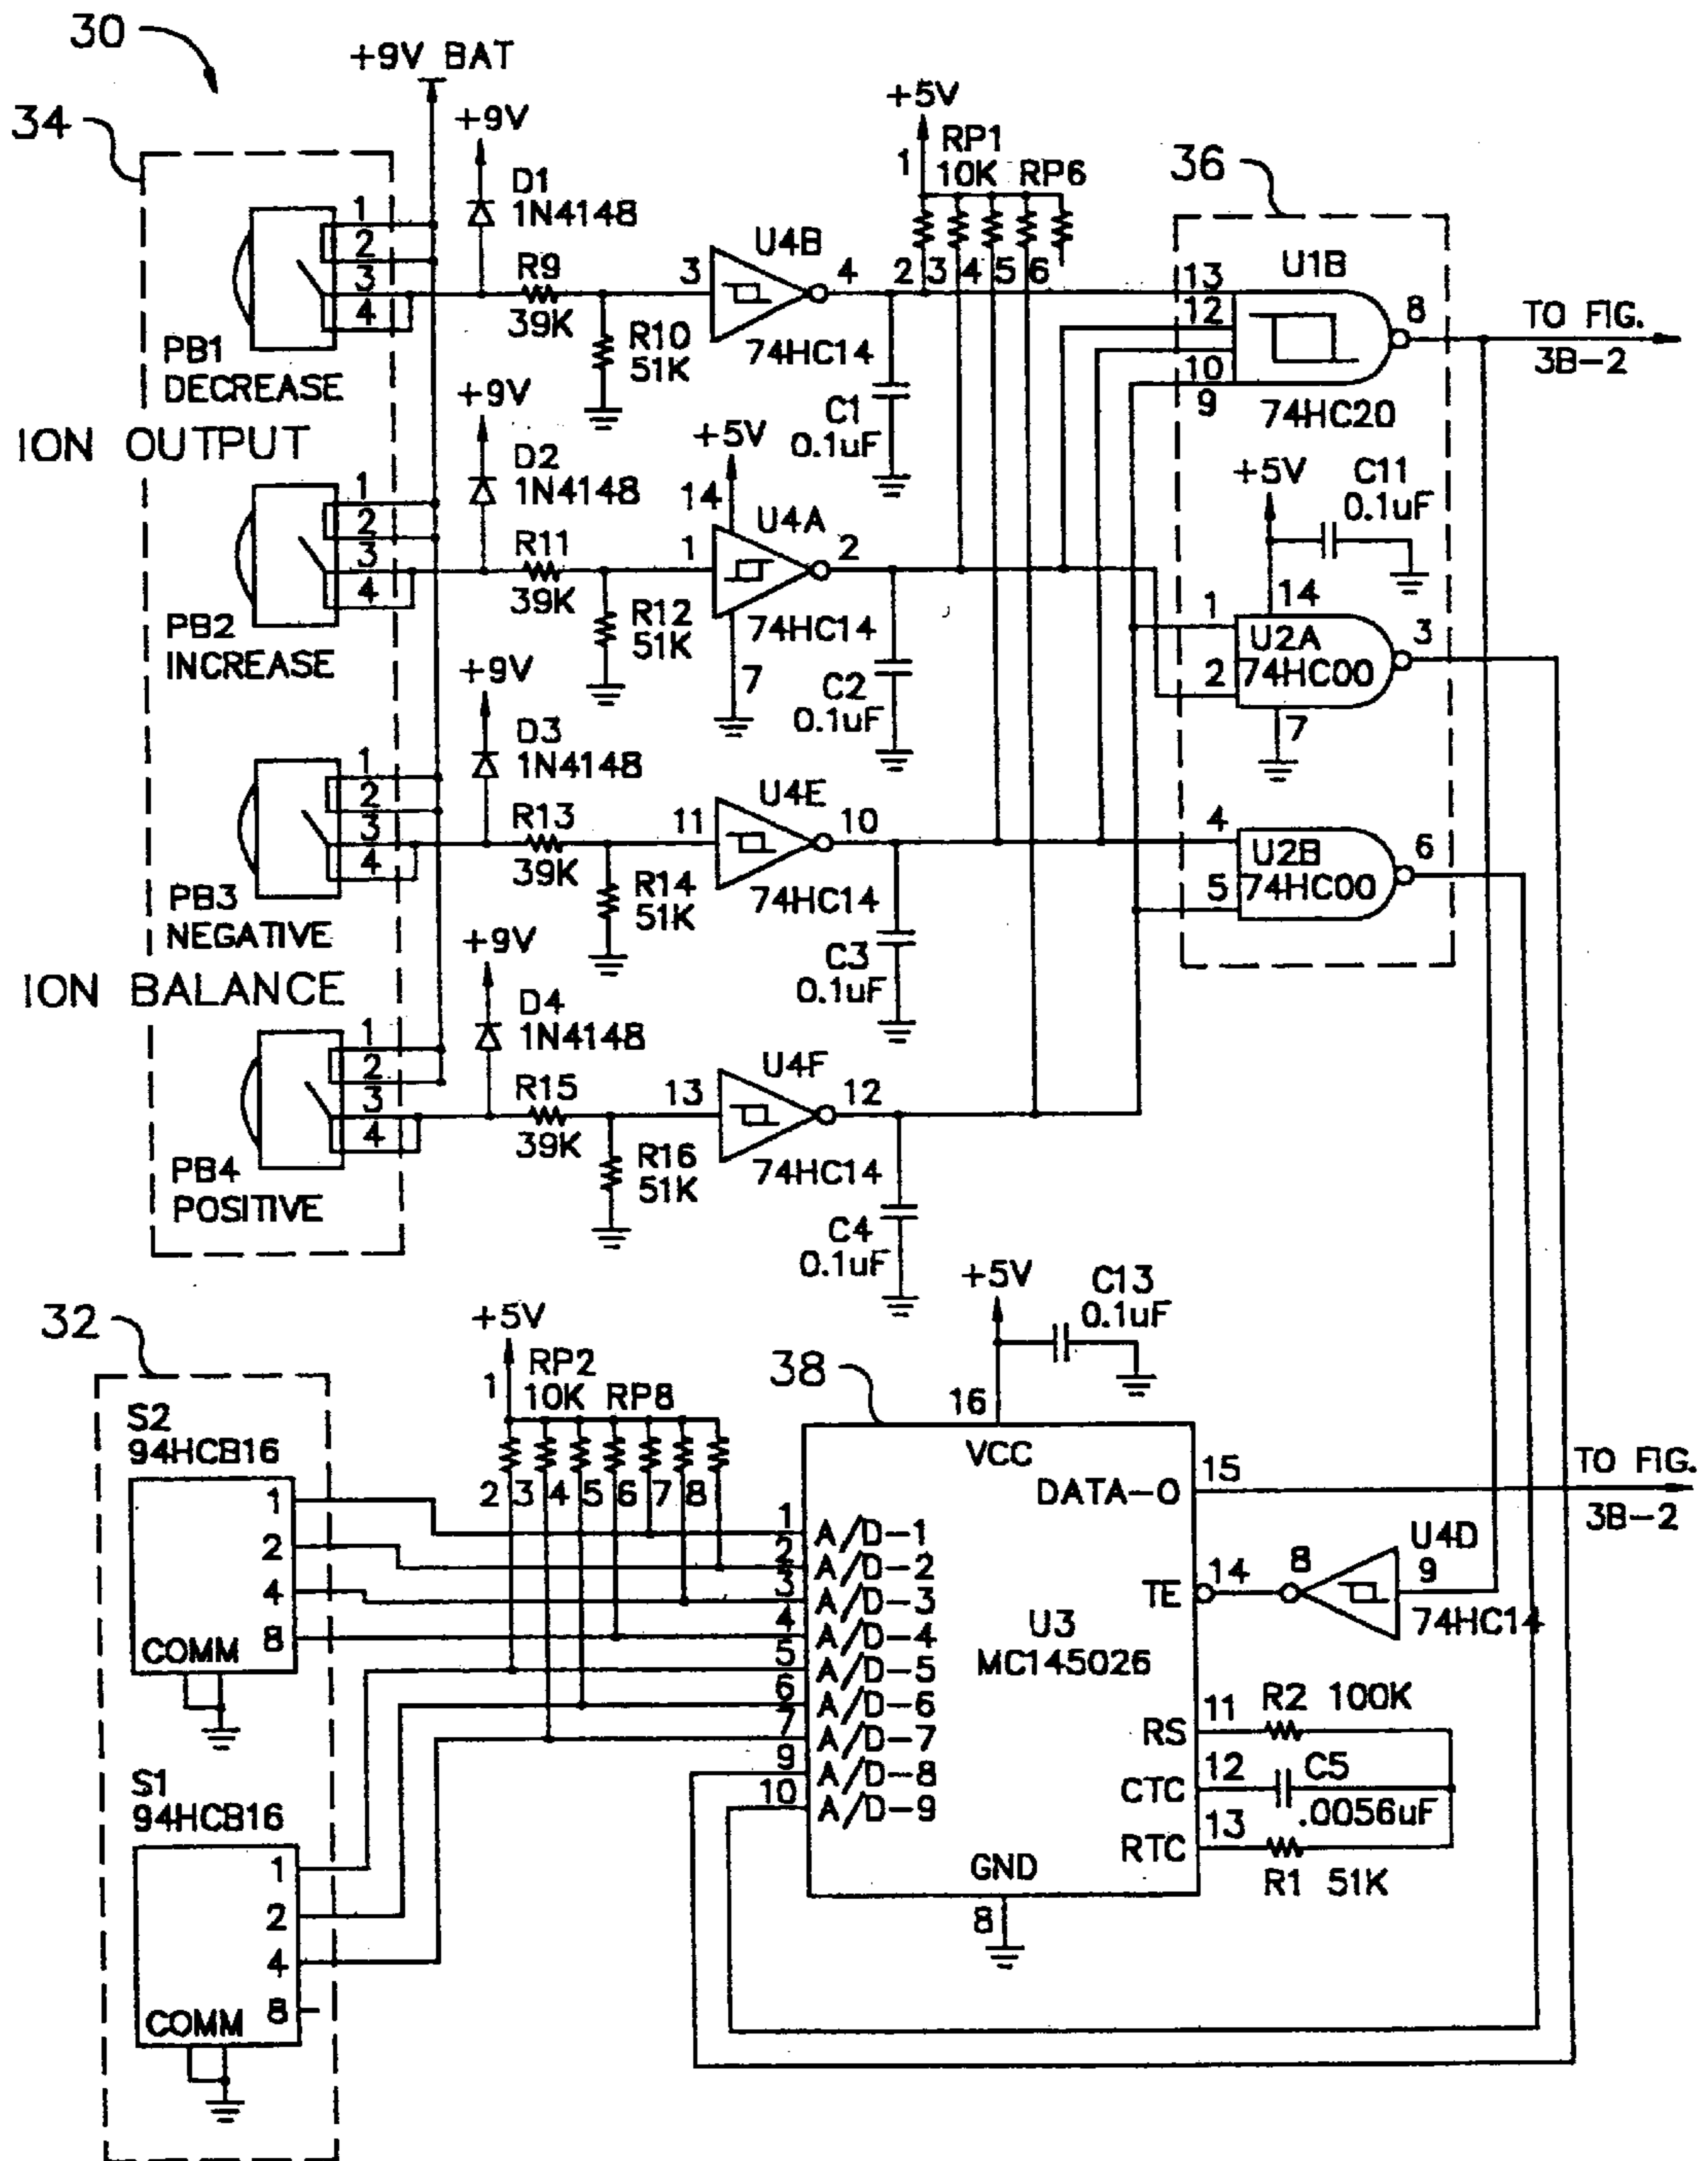 30
+9V BAT
34
+9V
+5V
D1
1N4148
RP1
10K
RP6
1
36
1
2
3
4
R9
39K
R10
51K
3
U4B
4
74HC14
2
3
4
5
6
C1
0.1uF
13
12
10
9
U1B
8
74HC20
TO FIG.
3B-2
PB1
DECREASE
ION OUTPUT
+9V
D2
1N4148
+5V
14
1
2
3
4
R11
39K
R12
51K
1
U4A
2
74HC14
7
C2
0.1uF
+5V
C11
0.1uF
14
1
2
U2A
74HC00
3
7
PB2
INCREASE
+9V
D3
1N4148
1
2
3
4
R13
39K
R14
51K
11
U4E
10
74HC14
C3
0.1uF
4
5
U2B
74HC00
6
PB3
NEGATIVE
ION BALANCE
+9V
D4
1N4148
1
2
3
4
R15
39K
R16
51K
13
U4F
12
74HC14
C4
0.1uF
PB4
POSITIVE
32
+5V
RP2
10K
RP8
1
2
3
4
5
6
7
8
+5V
C13
0.1uF
38
16
S2
94HCB16
1
2
4
8
COMM
S1
94HCB16
1
2
4
8
COMM
VCC
DATA-O
15
TO FIG.
3B-2
1
A/D-1
2
A/D-2
3
A/D-3
4
A/D-4
5
A/D-5
6
A/D-6
7
A/D-7
9
A/D-8
10
A/D-9
TE
14
8
U4D
9
74HC14
U3
MC145026
RS
11
R2 100K
CTC
12
C5
.0056uF
RTC
13
R1 51K
GND
8